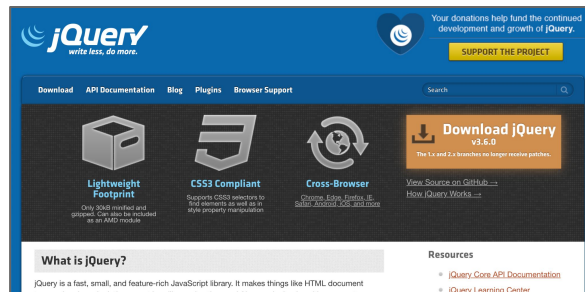 jQuery
write less, do more.
Your donations help fund the continued
development and growth of jQuery.
SUPPORT THE PROJECT
Download API Documentation Blog Plugins Browser Support
Search
Lightweight
Footprint
Only 30kB minified and
gzipped. Can also be included
as an AMD module
CSS3 Compliant
Supports CSS3 selectors to
find elements as well as in
style property manipulation
Cross-Browser
Chrome, Edge, Firefox, IE,
Safari, Android, iOS, and more
Download jQuery
v3.6.0
The 1.x and 2.x branches no longer receive patches.
View Source on GitHub →
How jQuery Works →
What is jQuery?
jQuery is a fast, small, and feature-rich JavaScript library. It makes things like HTML document
Resources
jQuery Core API Documentation
jQuery Learning Center